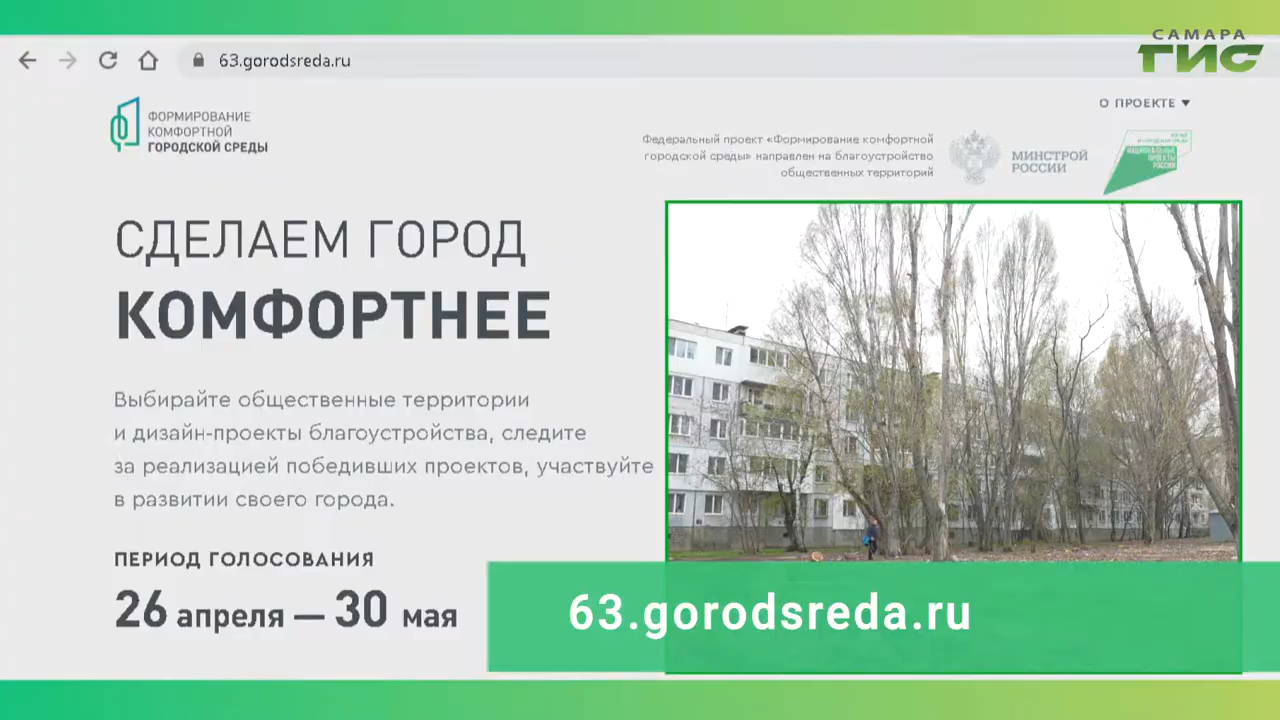 САМАРА
ГИС
63.gorodsreda.ru
О ПРОЕКТЕ
ФОРМИРОВАНИЕ
КОМФОРТНОЙ
ГОРОДСКОЙ СРЕДЫ
Федеральный проект «Формирование комфортной
городской среды» направлен на благоустройство
общественных территорий
МИНСТРОЙ
РОССИИ
НАЦИОНАЛЬНЫЕ
ПРОЕКТЫ
РОССИИ
СДЕЛАЕМ ГОРОД
КОМФОРТНЕЕ
Выбирайте общественные территории
и дизайн-проекты благоустройства, следите
за реализацией победивших проектов, участвуйте
в развитии своего города.
ПЕРИОД ГОЛОСОВАНИЯ
26 апреля — 30 мая
63.gorodsreda.ru